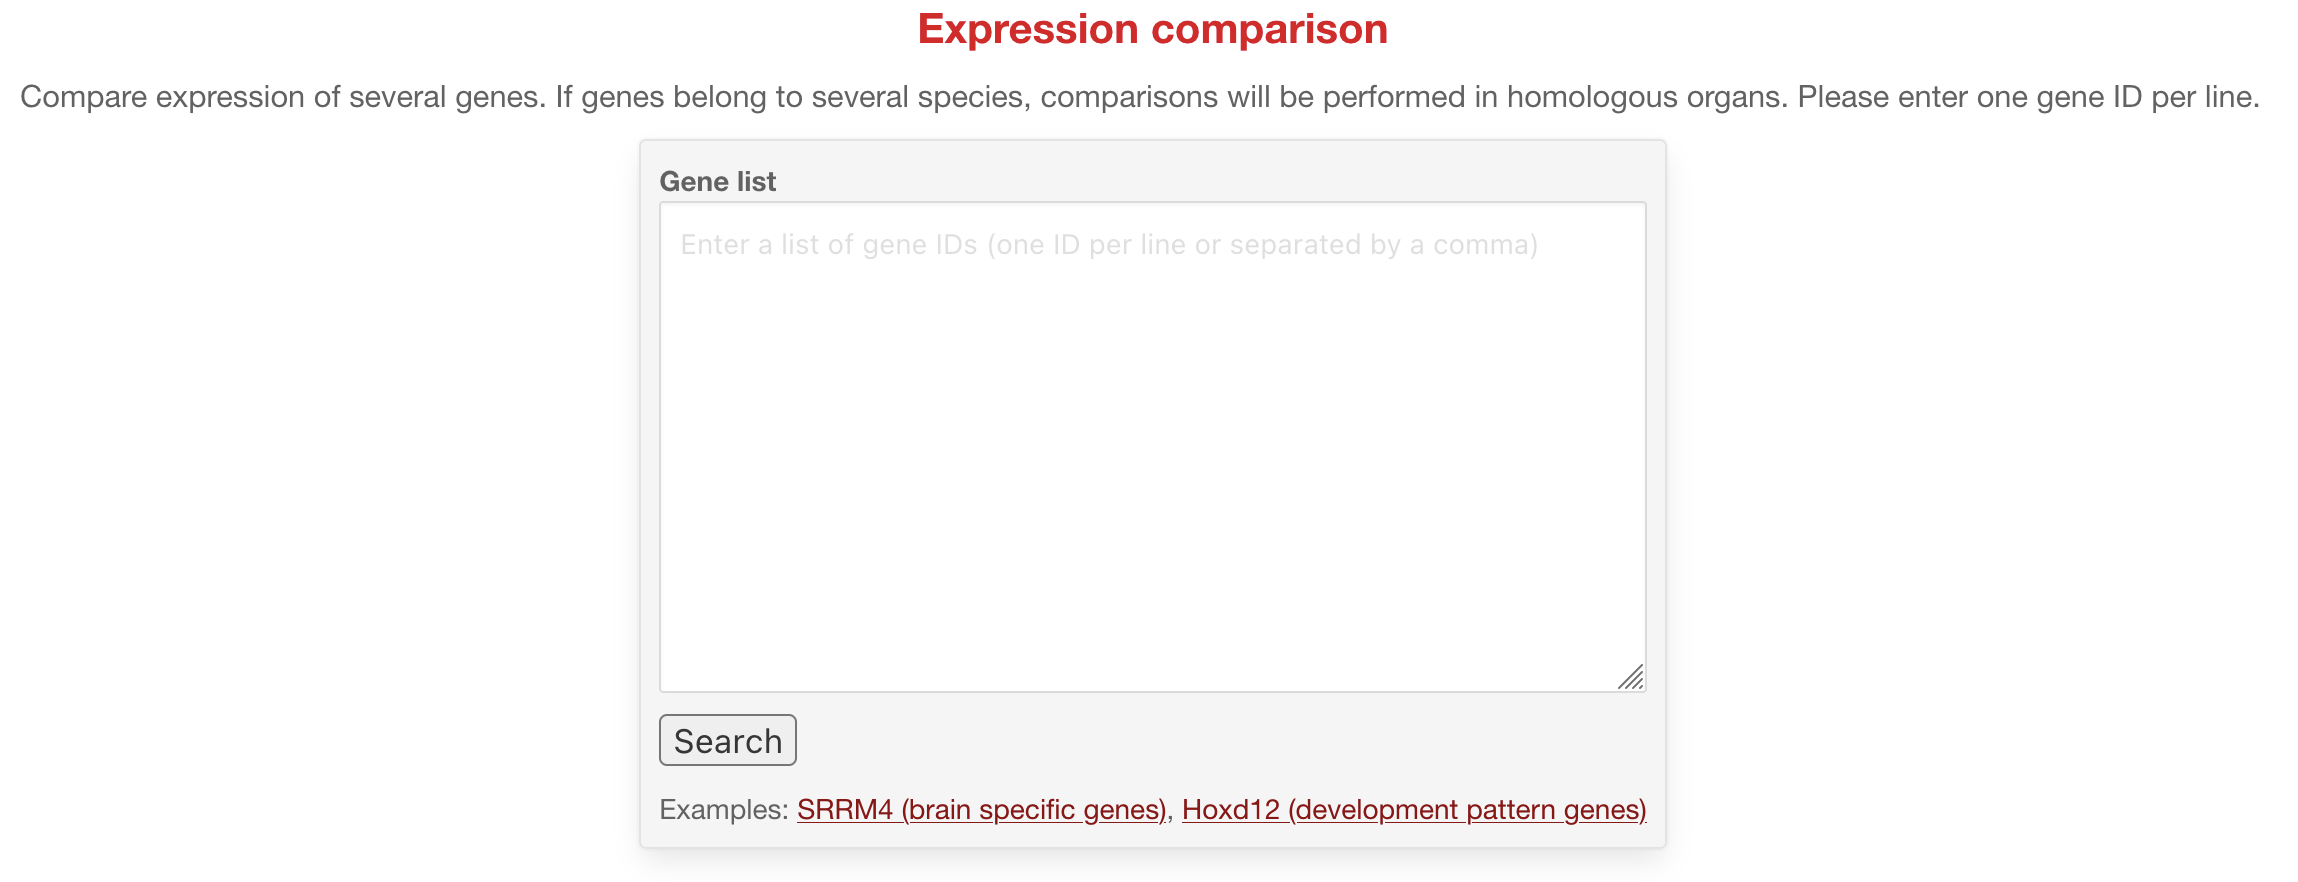 Expression comparison
Compare expression of several genes. If genes belong to several species, comparisons will be performed in homologous organs. Please enter one gene ID per line.
Gene list
Enter a list of gene IDs (one ID per line or separated by a comma)
Search
Examples: SRRM4 (brain specific genes), Hoxd12 (development pattern genes)